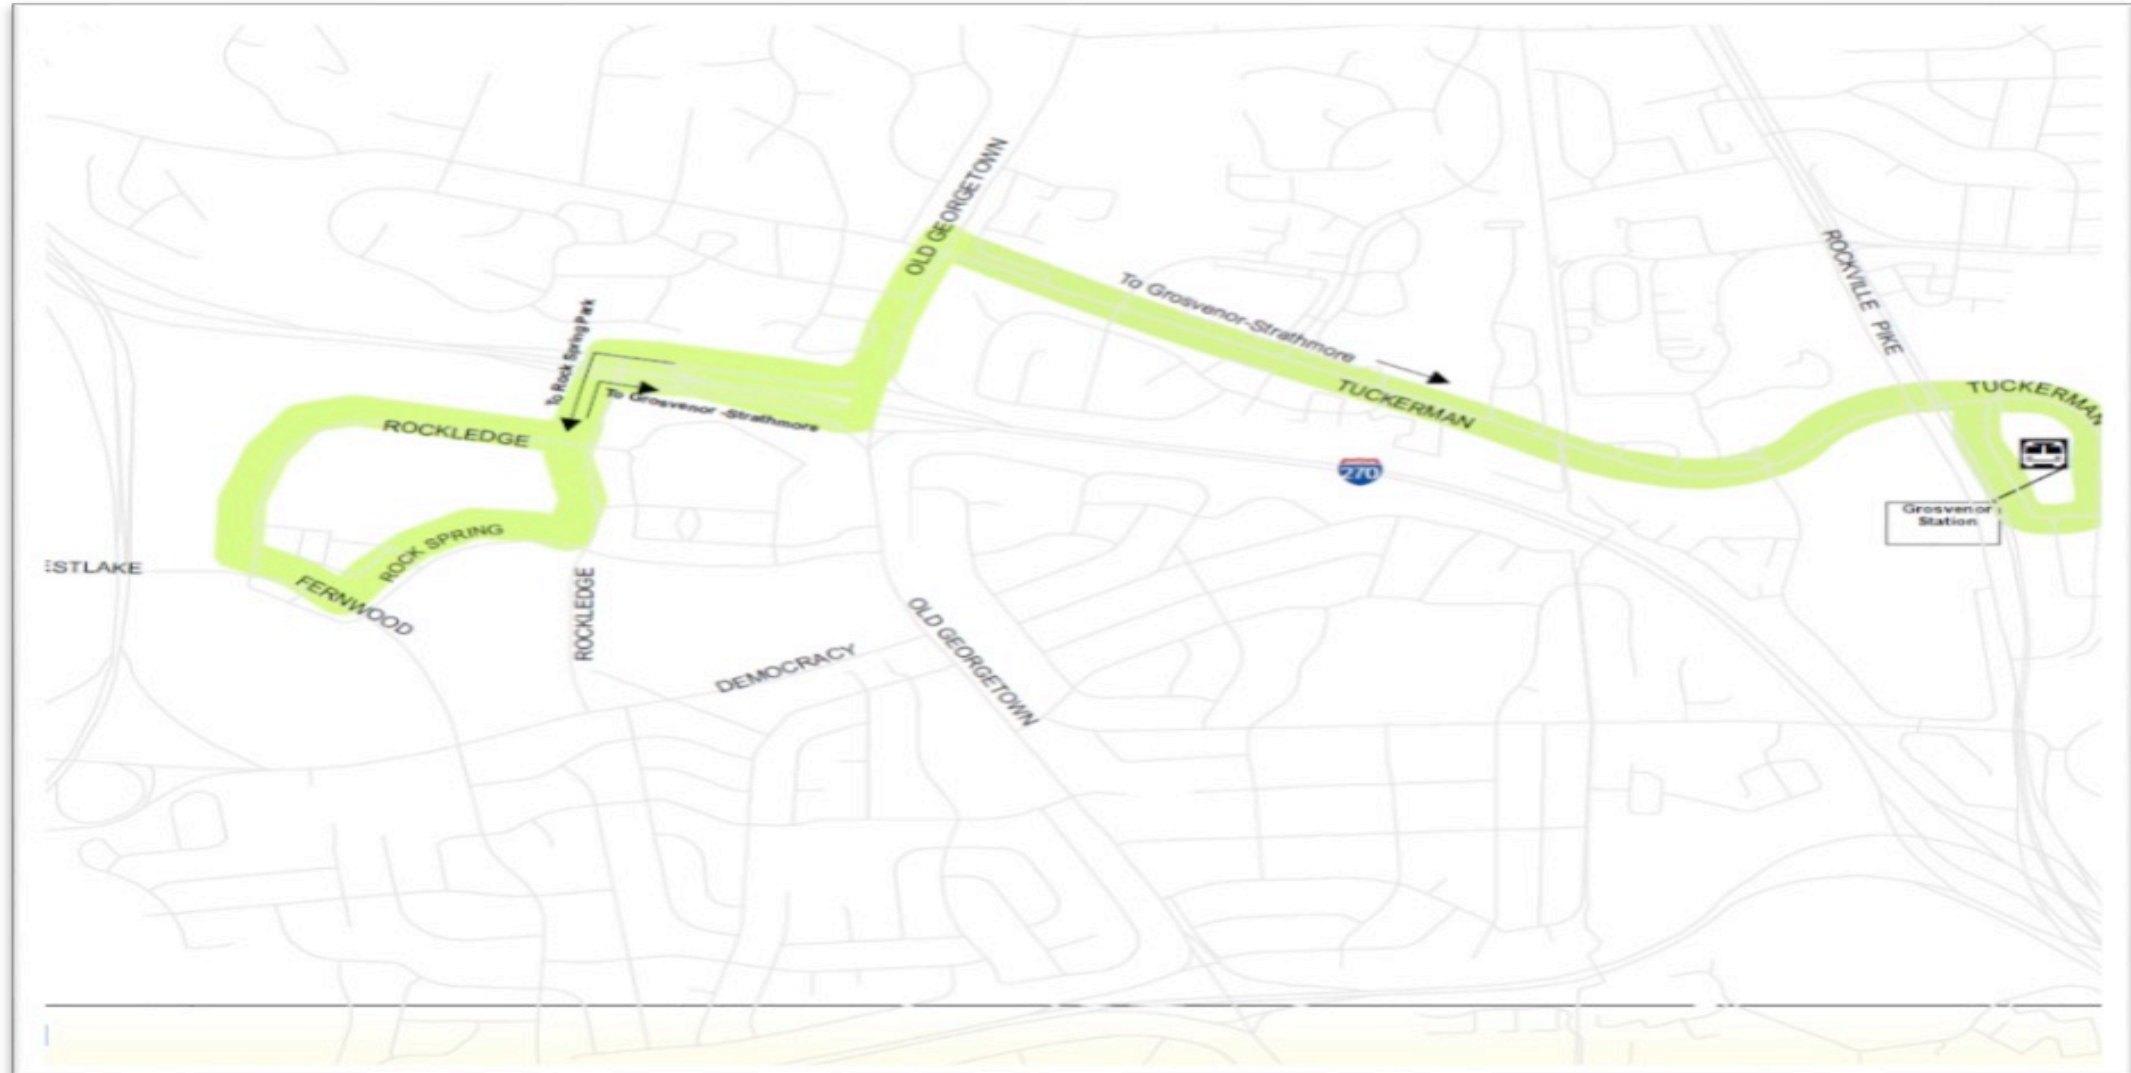 OLD GEORGETOWN
ROCKVILLE PIKE
To Grosvenor-Strathmore
To Rock Spring Park
To Grosvenor -Strathmore
TUCKERMAN
TUCKERMAN
ROCKLEDGE
270
Grosvenor
Station
ROCK SPRING
ESTLAKE
FERNWOOD
ROCKLEDGE
OLD GEORGETOWN
DEMOCRACY